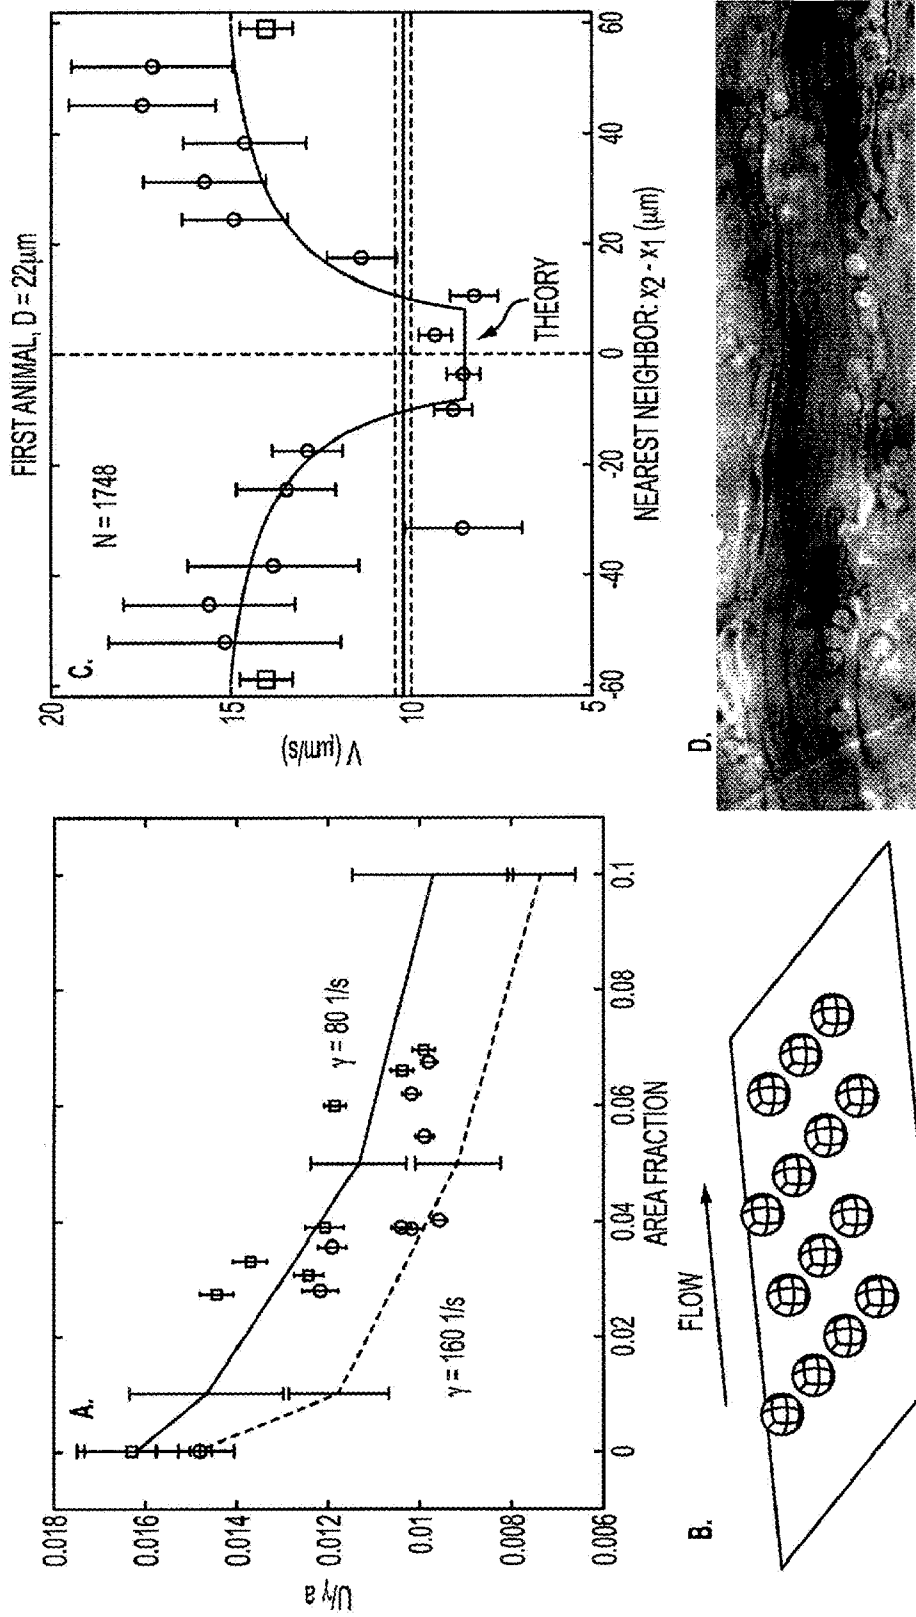 A.
0.018
0.016
0.014
0.012
0.01
0.008
0.006
U/γ a
γ = 80 1/s
γ = 160 1/s
0
0.02
0.04
0.06
0.08
0.1
AREA FRACTION
FIRST ANIMAL, D = 22μm
C.
N = 1748
20
15
10
5
V (μm/s)
THEORY
-60
-40
-20
0
20
40
60
NEAREST NEIGHBOR: X2 - X1 (μm)
B.
FLOW
D.